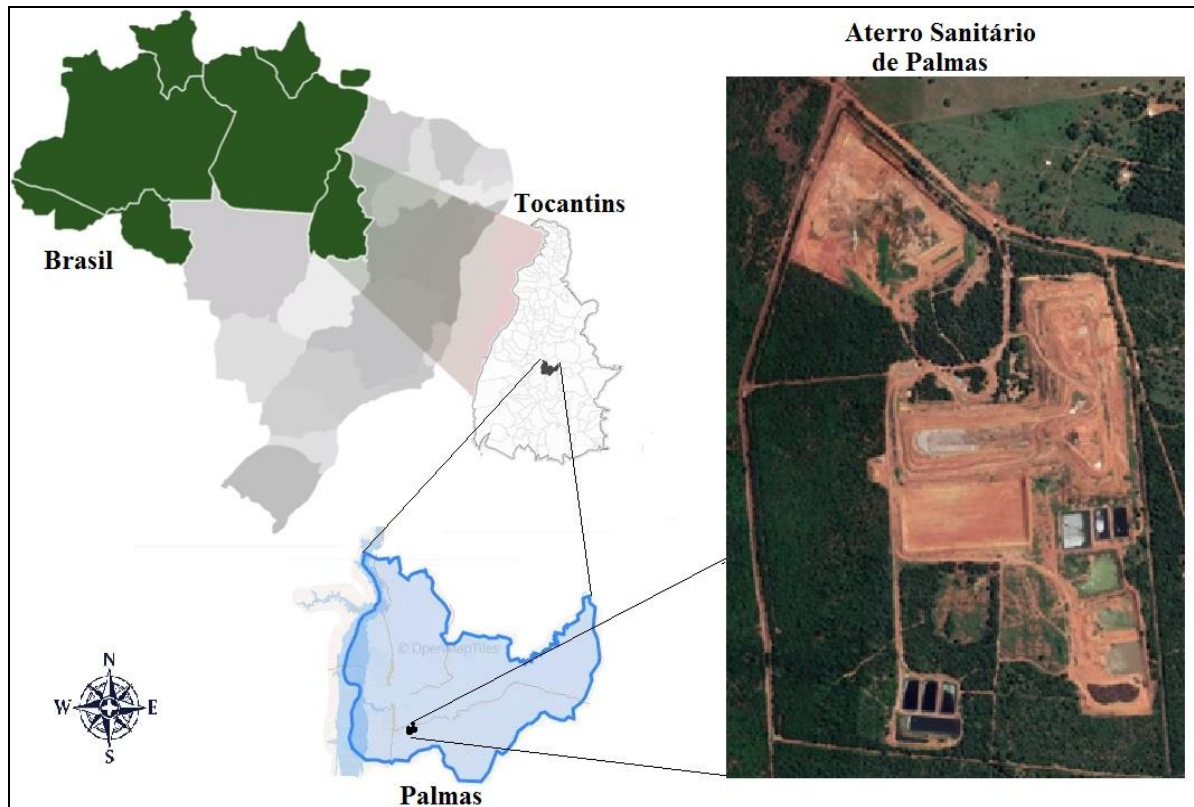 Aterro Sanitário
de Palmas
Tocantins
Brasil
© OpenMapTiles
N
W E
S
Palmas